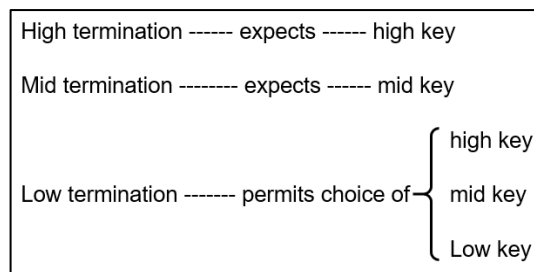 High termination ------ expects ------ high key
Mid termination -------- expects ------ mid key
high key
Low termination ------- permits choice of mid key
Low key